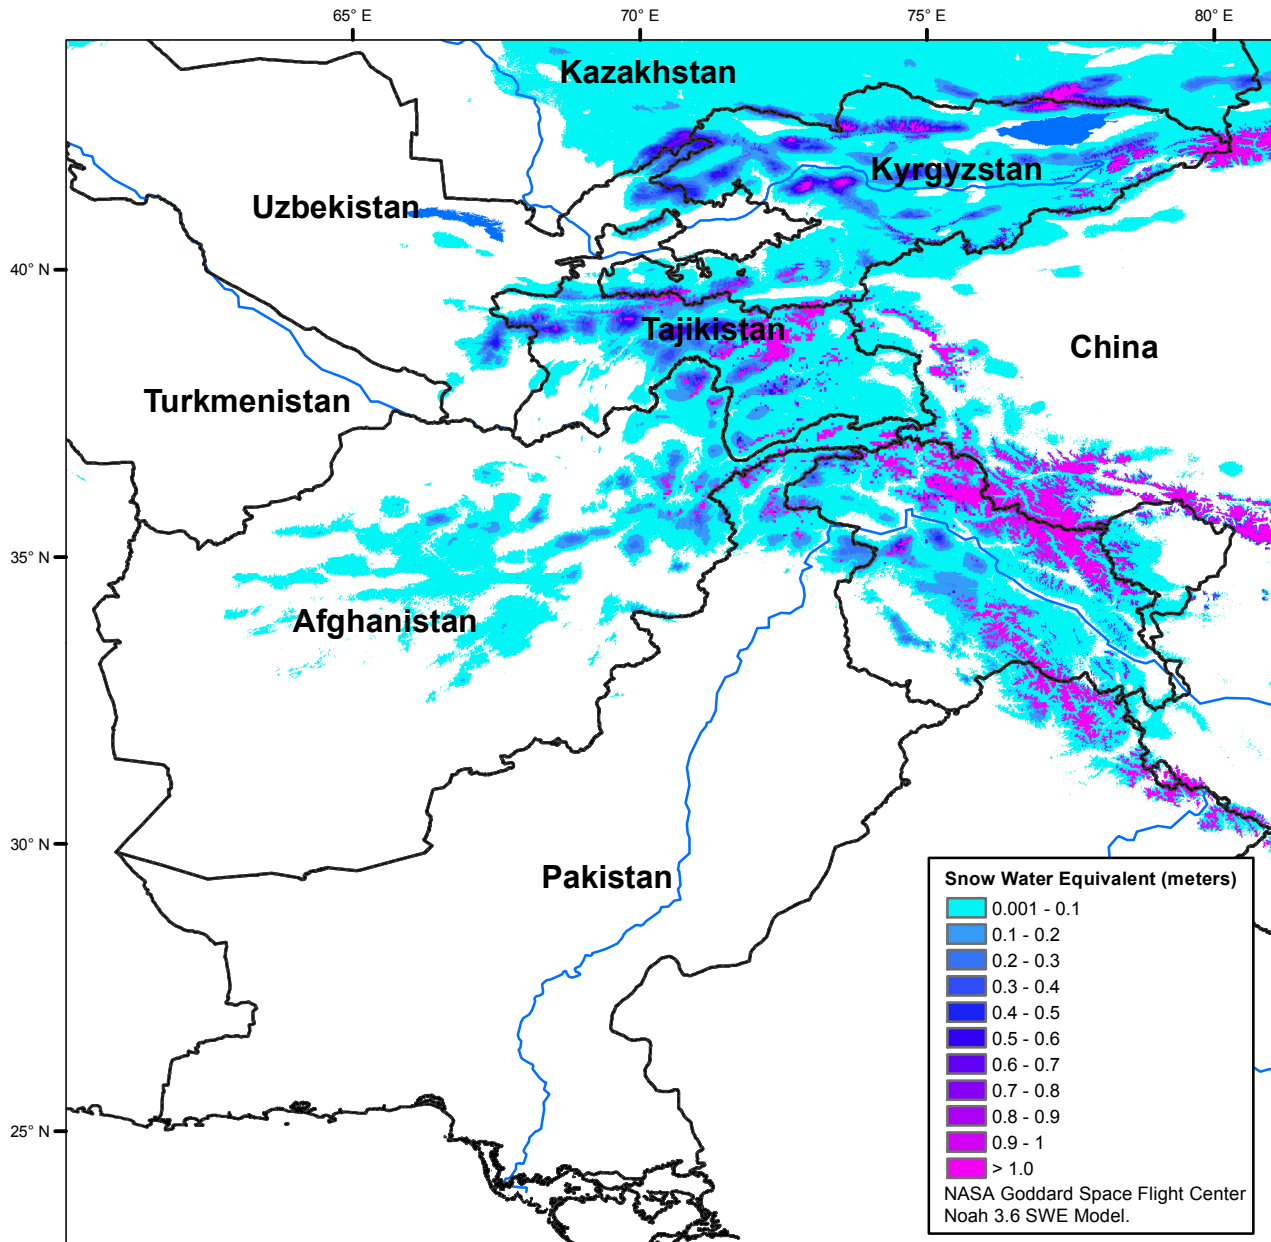 65° E
70° E
75° E
80° E
Kazakhstan
Kyrgyzstan
Uzbekistan
40° N
Tajikistan
China
Turkmenistan
35° N
Afghanistan
30° N
Pakistan
25° N
Snow Water Equivalent (meters)
0.001 - 0.1
0.1 - 0.2
0.2 - 0.3
0.3 - 0.4
0.4 - 0.5
0.5 - 0.6
0.6 - 0.7
0.7 - 0.8
0.8 - 0.9
0.9 - 1
> 1.0
NASA Goddard Space Flight Center
Noah 3.6 SWE Model.